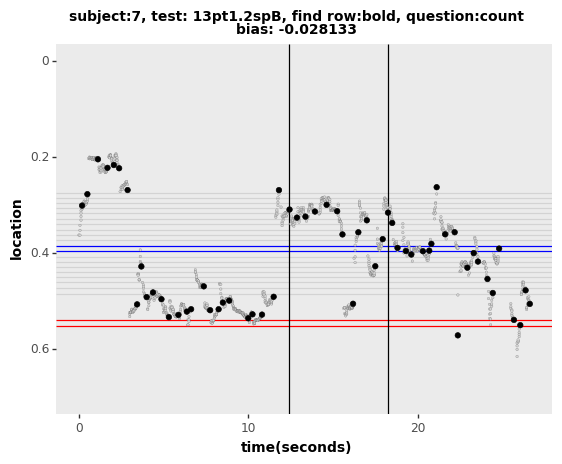 subject:7, test: 13pt1.2spB, find row:bold, question:count
bias: -0.028133
0
0.2
0.4
0.6
location
0
10
20
time(seconds)